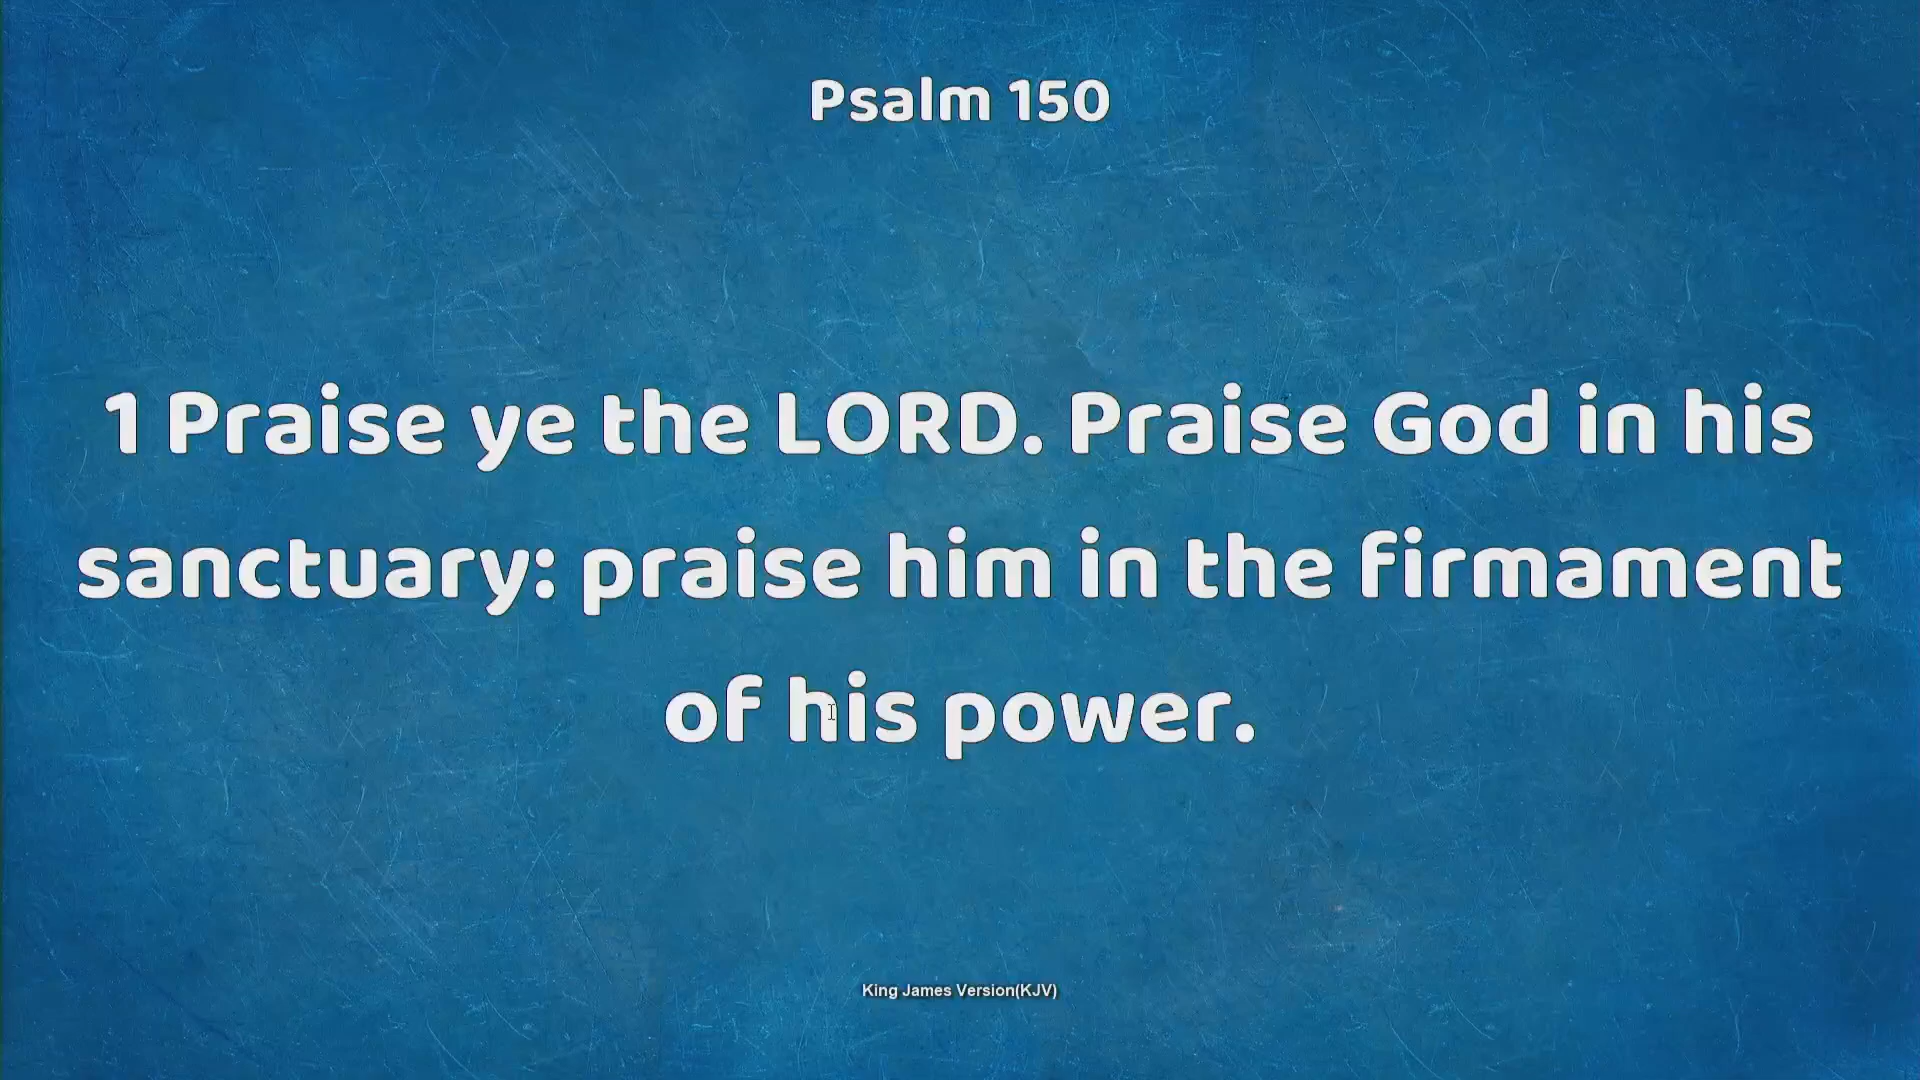 Psalm 150
1 Praise ye the LORD. Praise God in his
sanctuary: praise him in the firmament
of his power.
King James Version(KJV)